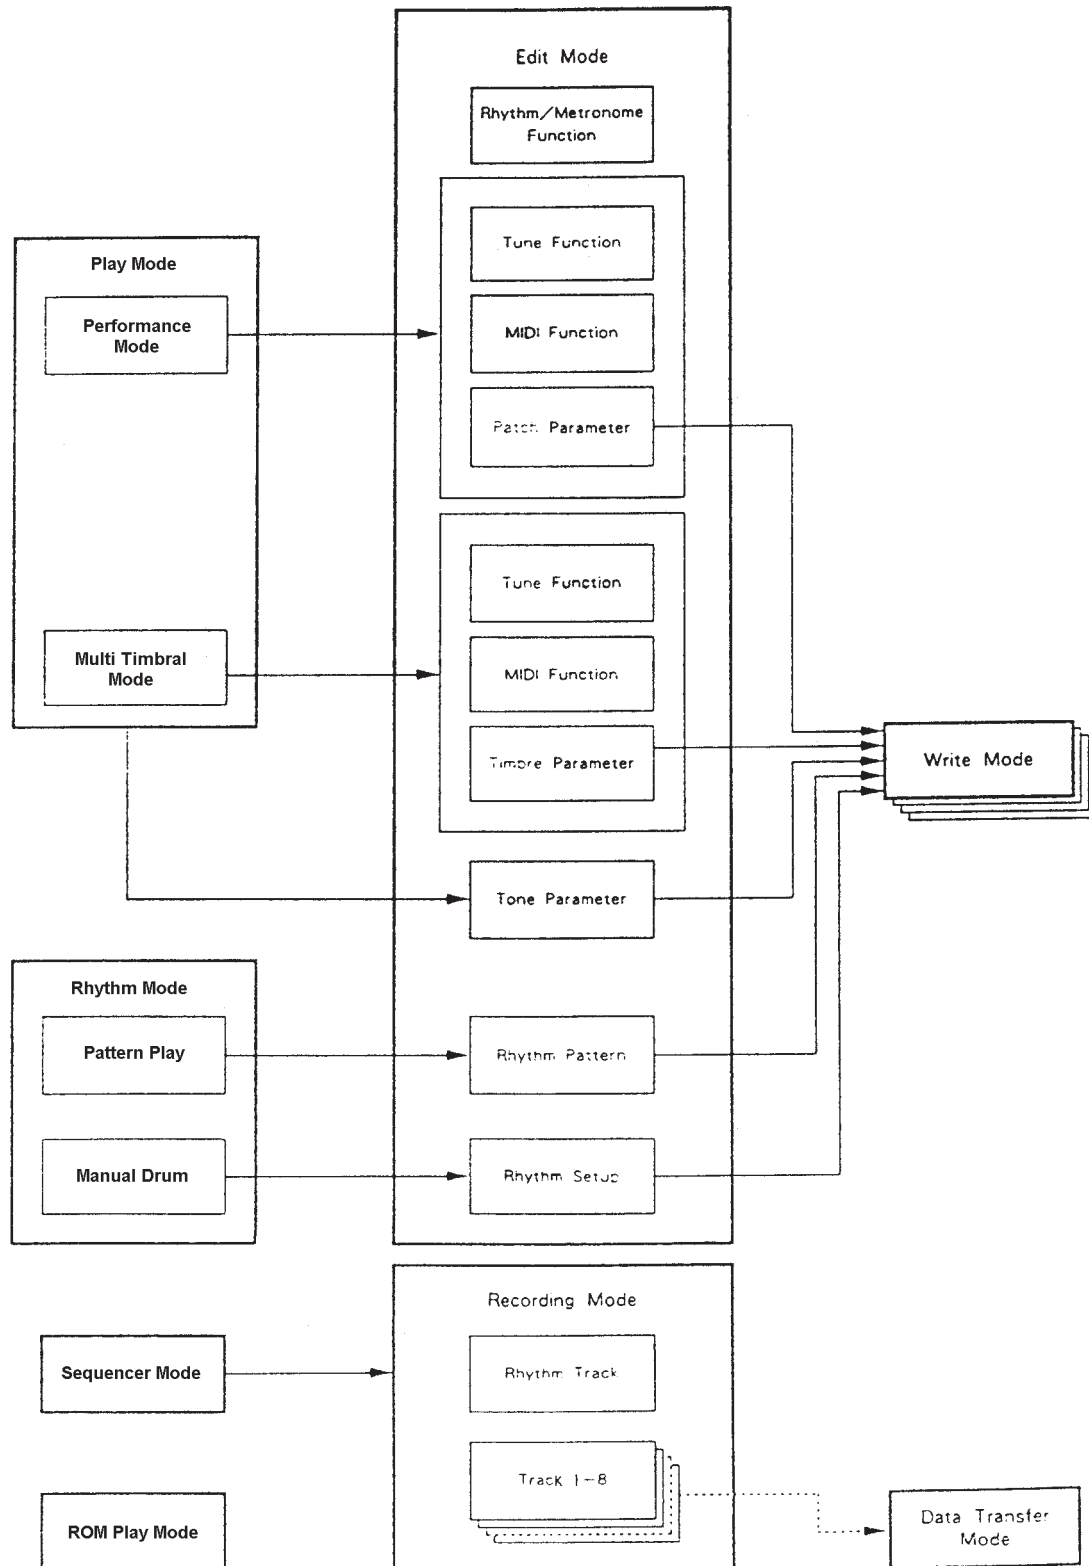 Edit Mode
Rhythm/Metronome
Function
Tune Function
MIDI Function
Patch Parameter
Play Mode
Performance
Mode
Multi Timbral
Mode
Tune Function
MIDI Function
Timbre Parameter
Write Mode
Tone Parameter
Rhythm Mode
Pattern Play
Rhythm Pattern
Manual Drum
Rhythm Setup
Recording Mode
Sequencer Mode
Rhythm Track
Track 1-8
ROM Play Mode
Data Transfer
Mode